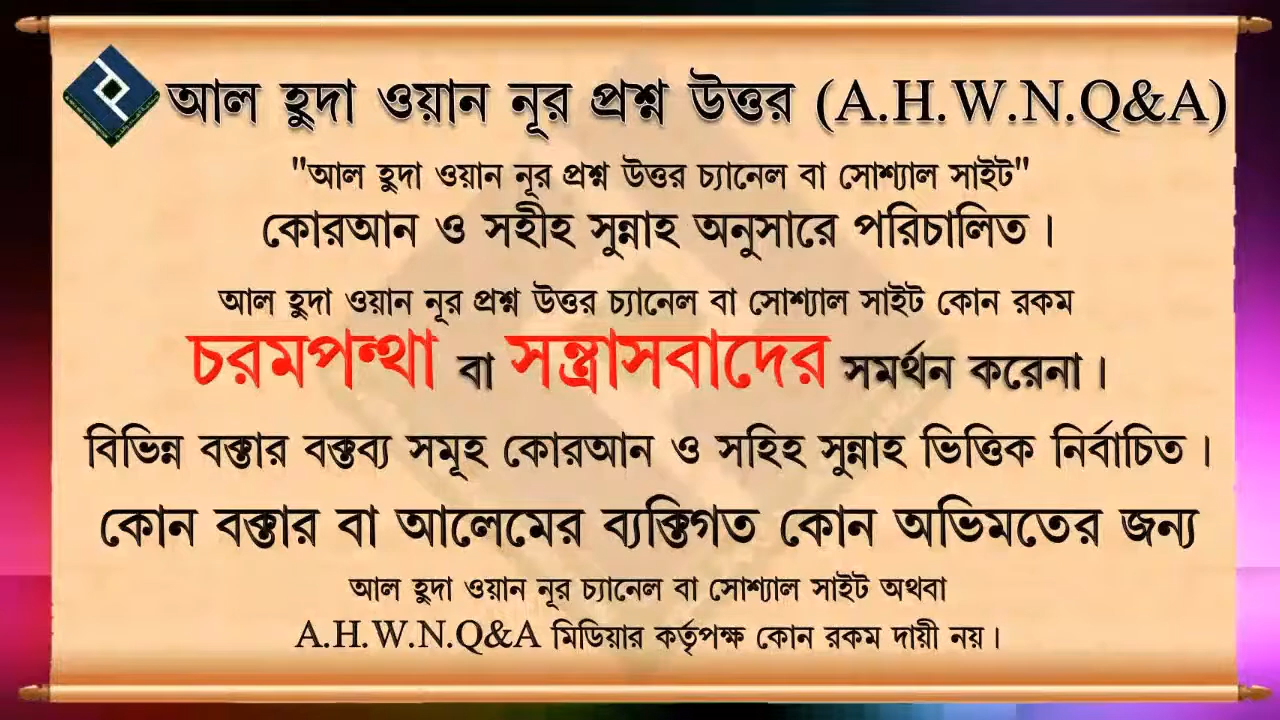 আল হুদা ওয়ান নূর প্রশ্ন উত্তর (A.H.W.N.Q&A)
"আল হুদা ওয়ান নূর প্রশ্ন উত্তর চ্যানেল বা সোশ্যাল সাইট"
কোরআন ও সহীহ সুন্নাহ অনুসারে পরিচালিত।
আল হুদা ওয়ান নূর প্রশ্ন উত্তর চ্যানেল বা সোশ্যাল সাইট কোন রকম
চরমপন্থা বা সন্ত্রাসবাদের সমর্থন করেনা।
বিভিন্ন বক্তার বক্তব্য সমূহ কোরআন ও সহিহ সুন্নাহ ভিত্তিক নির্বাচিত।
কোন বক্তার বা আলেমের ব্যক্তিগত কোন অভিমতের জন্য
আল হুদা ওয়ান নূর চ্যানেল বা সোশ্যাল সাইট অথবা
A.H.W.N.Q&A মিডিয়ার কর্তৃপক্ষ কোন রকম দায়ী নয়।